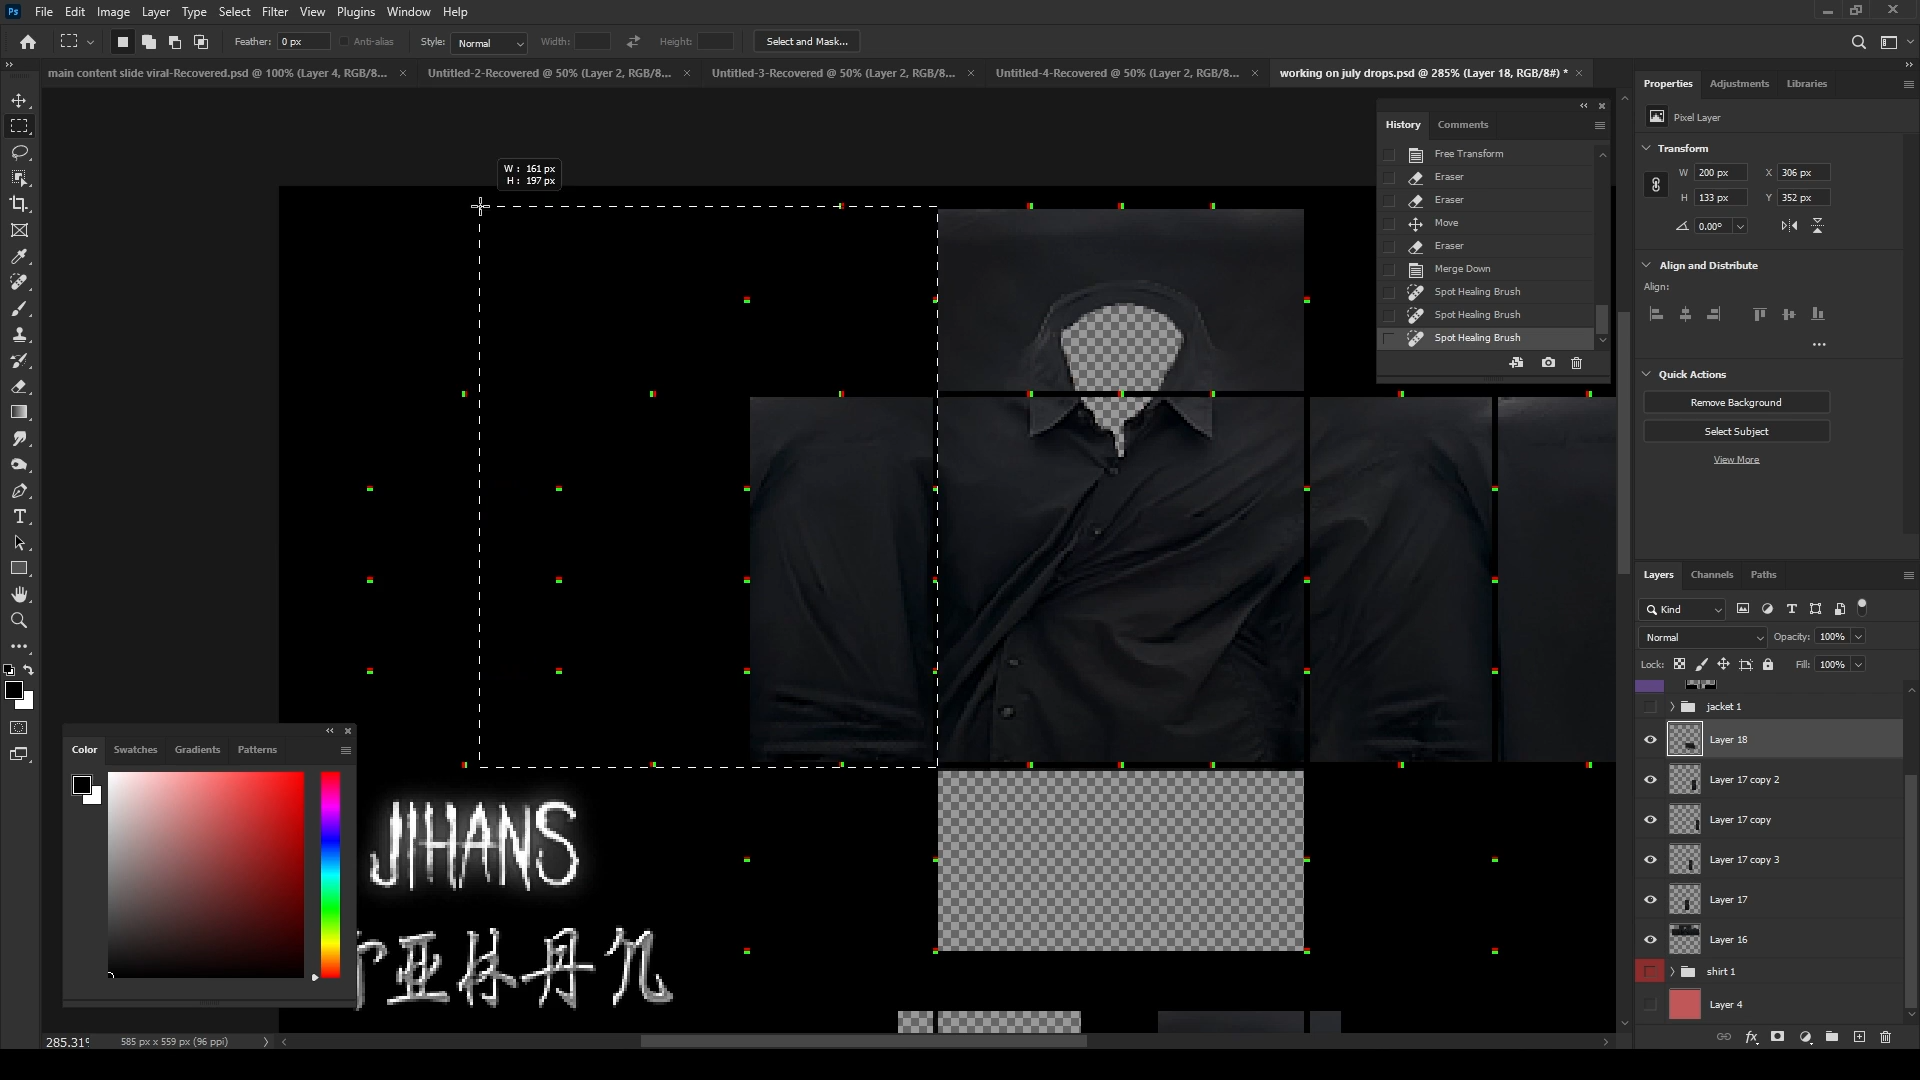 Ps File Edit Image Layer Type Select Filter View Plugins Window Help
Feather: 0 px Anti-alias Style: Normal Width: Height: Select and Mask...
main content slide viral-Recovered.psd @ 100% (Layer 4, RGB/8...
Untitled-2-Recovered @ 50% (Layer 2, RGB/8...
Untitled-3-Recovered @ 50% (Layer 2, RGB/8...
Untitled-4-Recovered @ 50% (Layer 2, RGB/8...
working on july drops.psd @ 285% (Layer 18, RGB/8#) *
W : 161 px
H : 197 px
History Comments
Free Transform
Eraser
Eraser
Move
Eraser
Merge Down
Spot Healing Brush
Spot Healing Brush
Spot Healing Brush
Properties Adjustments Libraries
Pixel Layer
Transform
W 200 px X 306 px
H 133 px Y 352 px
0.00°
Align and Distribute
Align:
Quick Actions
Remove Background
Select Subject
View More
Layers Channels Paths
Kind
Normal Opacity: 100%
Lock: Fill: 100%
jacket 1
Layer 18
Layer 17 copy 2
Layer 17 copy
Layer 17 copy 3
Layer 17
Layer 16
shirt 1
Layer 4
Color Swatches Gradients Patterns
JIHANS
亚林丹
285.31%
585 px x 559 px (96 ppi)